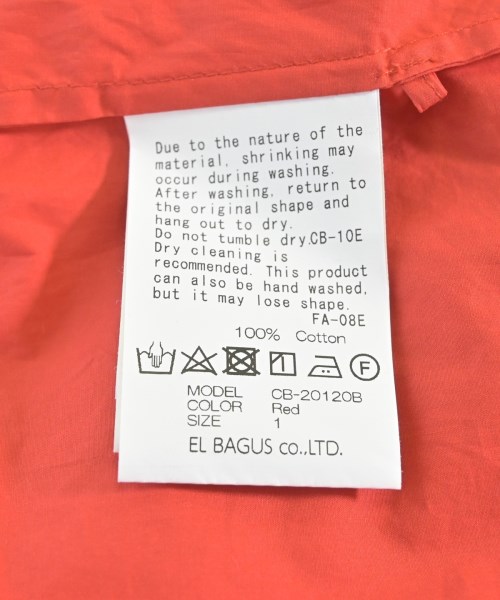 Due to the nature of the
material, shrinking may
occur during washing.
After washing, return to
the original shape and
hang out to dry.
Do not tumble dry.CB-10E
Dry cleaning is
recommended. This product
can also be hand washed,
but it may lose shape.
FA-08E
100% Cotton
F
MODEL CB-20120B
COLOR Red
SIZE 1
EL BAGUS co.,LTD.